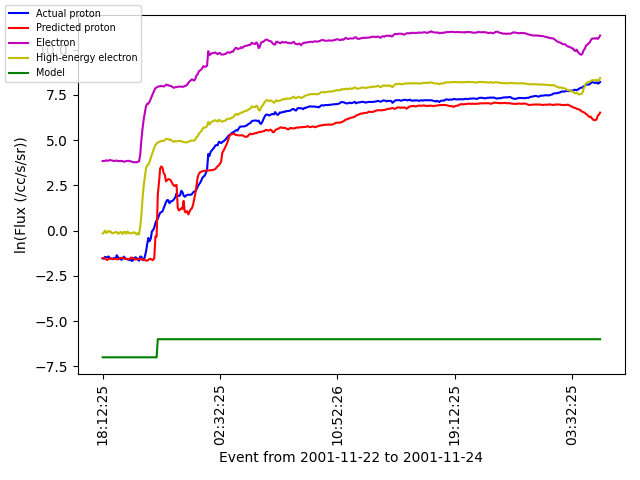 Actual proton
Predicted proton
Electron
High-energy electron
Model
10.0
7.5
5.0
2.5
0.0
−2.5
−5.0
−7.5
ln(Flux (/cc/s/sr))
18:12:25
02:32:25
10:52:26
19:12:25
03:32:25
Event from 2001-11-22 to 2001-11-24